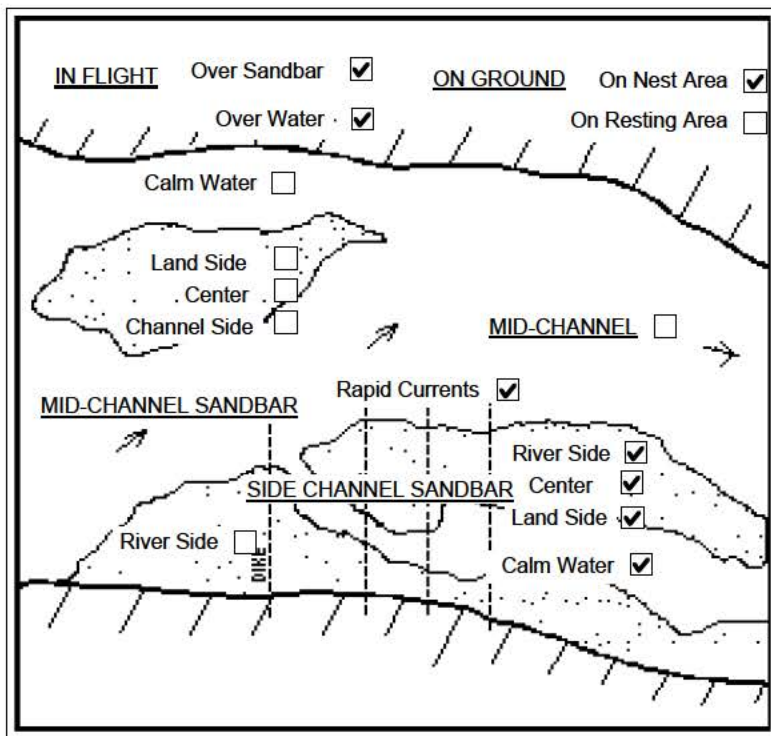 IN FLIGHT Over Sandbar ON GROUND On Nest Area
Over Water On Resting Area
Calm Water
Land Side
Center
Channel Side
MID-CHANNEL
Rapid Currents
MID-CHANNEL SANDBAR
River Side
SIDE CHANNEL SANDBAR Center
Land Side
River Side
DIKE
Calm Water